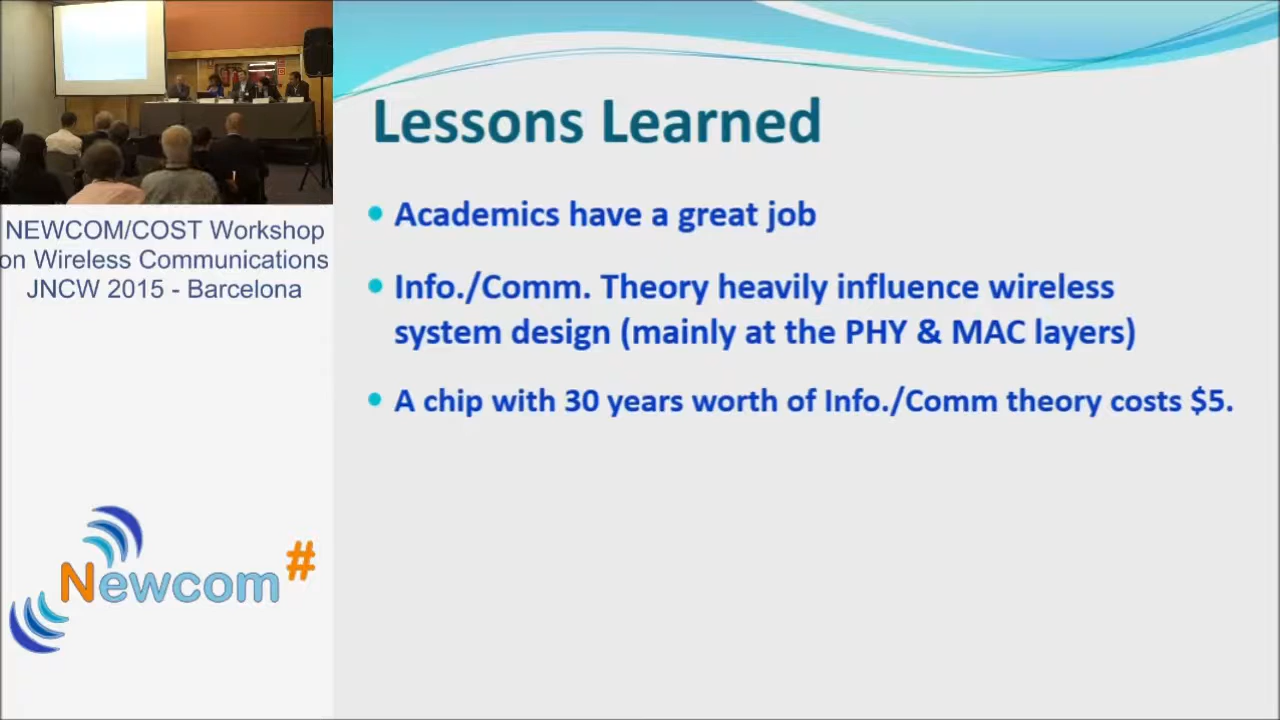 Lessons Learned
Academics have a great job
Info./Comm. Theory heavily influence wireless
system design (mainly at the PHY & MAC layers)
A chip with 30 years worth of Info./Comm theory costs $5.
NEWCOM/COST Workshop
on Wireless Communications
JNCW 2015 - Barcelona
Newcom#